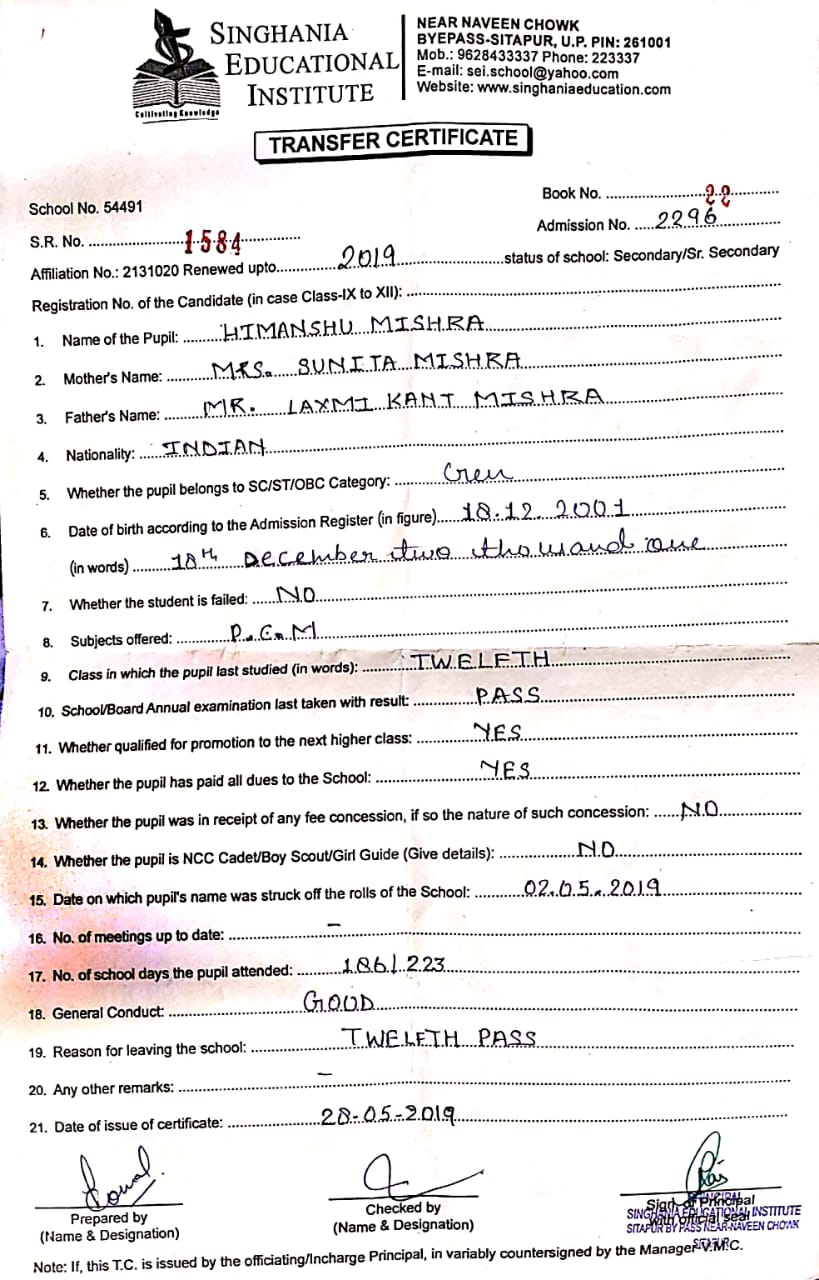 SINGHANIA
EDUCATIONAL
INSTITUTE
Cultivating Knowledge
NEAR NAVEEN CHOWK
BYEPASS-SITAPUR, U.P. PIN: 261001
Mob.: 9628433337 Phone: 223337
E-mail: sei.school@yahoo.com
Website: www.singhaniaeducation.com
TRANSFER CERTIFICATE
School No. 54491
Book No. 22
S.R. No. 1584
Admission No. 2296
Affiliation No.: 2131020 Renewed upto 2019 status of school: Secondary/Sr. Secondary
Registration No. of the Candidate (in case Class-IX to XII):
1. Name of the Pupil: HIMANSHU MISHRA
2. Mother's Name: MRS. SUNITA MISHRA
3. Father's Name: MR. LAXMI KANT MISHRA
4. Nationality: INDIAN
5. Whether the pupil belongs to SC/ST/OBC Category: Gen
6. Date of birth according to the Admission Register (in figure) 18.12.2001
(in words) 18th December two thousand one
7. Whether the student is failed: NO
8. Subjects offered: P.C.M
9. Class in which the pupil last studied (in words): TWELFTH
10. School/Board Annual examination last taken with result: PASS
11. Whether qualified for promotion to the next higher class: YES
12. Whether the pupil has paid all dues to the School: YES
13. Whether the pupil was in receipt of any fee concession, if so the nature of such concession: NO
14. Whether the pupil is NCC Cadet/Boy Scout/Girl Guide (Give details): NO
15. Date on which pupil's name was struck off the rolls of the School: 02.05.2019
16. No. of meetings up to date: –
17. No. of school days the pupil attended: 186/223
18. General Conduct: GOOD
19. Reason for leaving the school: TWELFTH PASS
20. Any other remarks: –
21. Date of issue of certificate: 28-05-2019
Prepared by
(Name & Designation)
Checked by
(Name & Designation)
Sign. of Principal
with official seal
PRINCIPAL
SINGHANIA EDUCATIONAL INSTITUTE
SITAPUR BY PASS NEAR-NAVEEN CHOWK
Note: If, this T.C. is issued by the officiating/Incharge Principal, in variably countersigned by the Manager V.M.C.